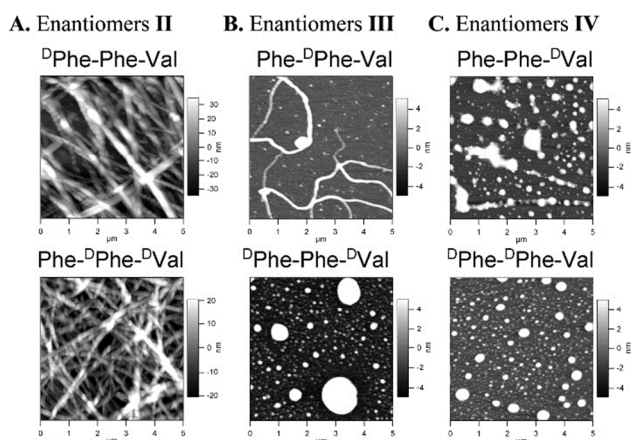 A. Enantiomers II
B. Enantiomers III
C. Enantiomers IV
ᴰPhe-Phe-Val
Phe-ᴰPhe-Val
Phe-Phe-ᴰVal
30
20
10
0
-10
-20
-30
nm
0 1 2 3 4 5
µm
4
2
0
-2
-4
nm
0 1 2 3 4 5
µm
4
2
0
-2
-4
nm
0 1 2 3 4 5
µm
Phe-ᴰPhe-ᴰVal
ᴰPhe-Phe-ᴰVal
ᴰPhe-ᴰPhe-Val
20
10
0
-10
-20
nm
0 1 2 3 4 5
µm
4
2
0
-2
-4
nm
0 1 2 3 4 5
µm
4
2
0
-2
-4
nm
0 1 2 3 4 5
µm